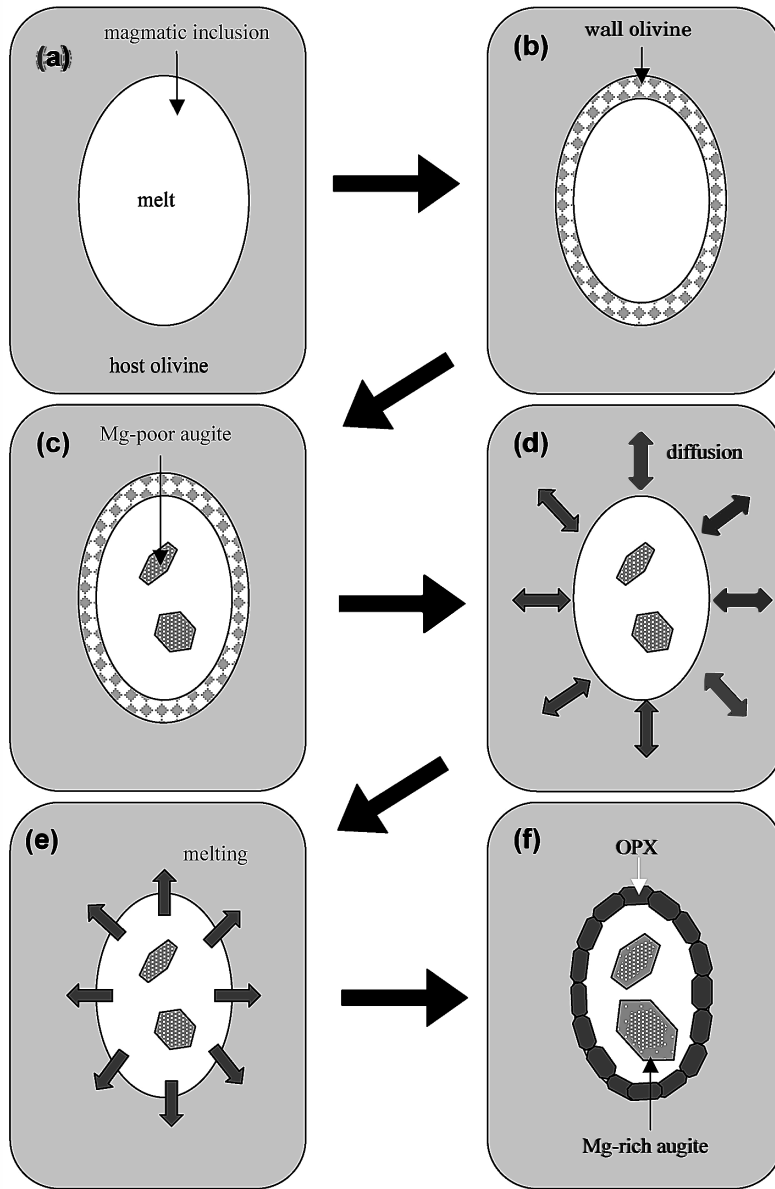 (a)
magmatic inclusion
melt
host olivine
(b)
wall olivine
(c)
Mg-poor augite
(d)
diffusion
(e)
melting
(f)
OPX
Mg-rich augite